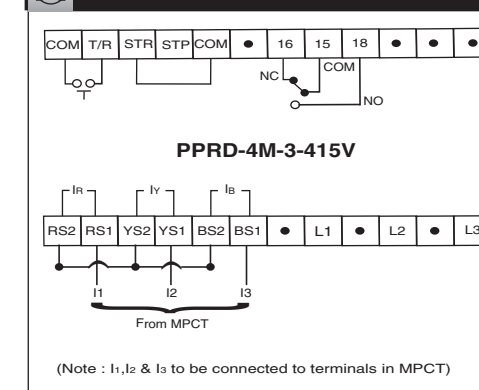 COM T/R STR STP COM • 16 15 18 • • •
NC COM
NO
PPRD-4M-3-415V
IR IY IB
RS2 RS1 YS2 YS1 BS2 BS1 • L1 • L2 • L3
I1 I2 I3
From MPCT
(Note : I1,I2 & I3 to be connected to terminals in MPCT)